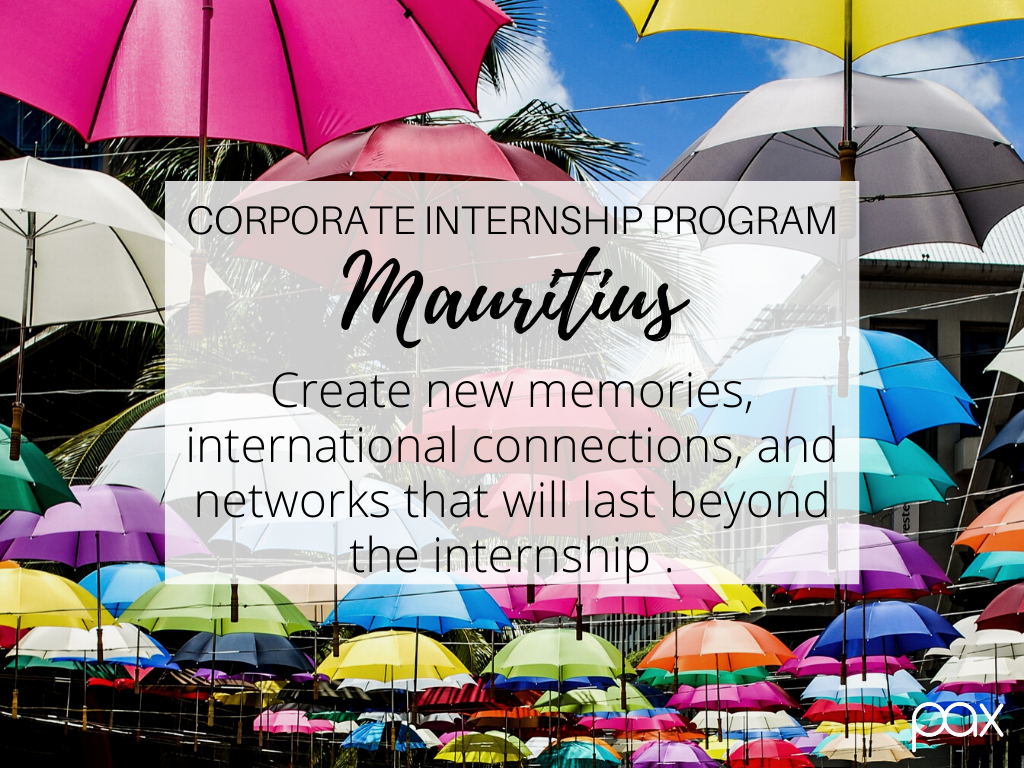 CORPORATE INTERNSHIP PROGRAM
Mauritius
Create new memories,
international connections, and
networks that will last beyond
the internship .
pax